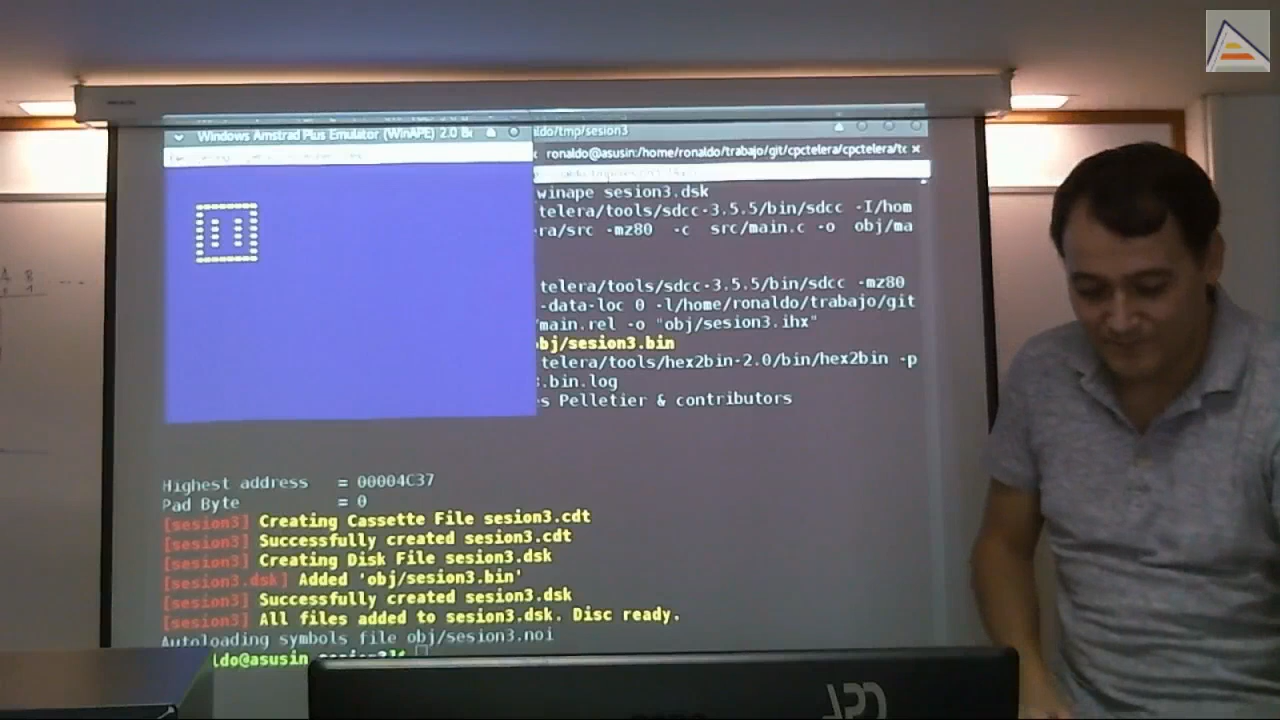 Windows Amstrad Plus Emulator (WinAPE) 2.0 Be
ldo/tmp/sesion3
ronaldo@asusin:/home/ronaldo/trabajo/git/cpctelera/cpctelera/tc
winape sesion3.dsk
telera/tools/sdcc-3.5.5/bin/sdcc -I/hom
ra/src -mz80 -c src/main.c -o obj/ma
telera/tools/sdcc-3.5.5/bin/sdcc -mz80
-data-loc 0 -l/home/ronaldo/trabajo/git
main.rel -o "obj/sesion3.ihx"
obj/sesion3.bin
telera/tools/hex2bin-2.0/bin/hex2bin -p
3.bin.log
s Pelletier & contributors
Highest address = 00004C37
Pad Byte = 0
[sesion3] Creating Cassette File sesion3.cdt
[sesion3] Successfully created sesion3.cdt
[sesion3] Creating Disk File sesion3.dsk
[sesion3.dsk] Added 'obj/sesion3.bin'
[sesion3] Successfully created sesion3.dsk
[sesion3] All files added to sesion3.dsk. Disc ready.
Autoloading symbols file obj/sesion3.noi
ldo@asusin